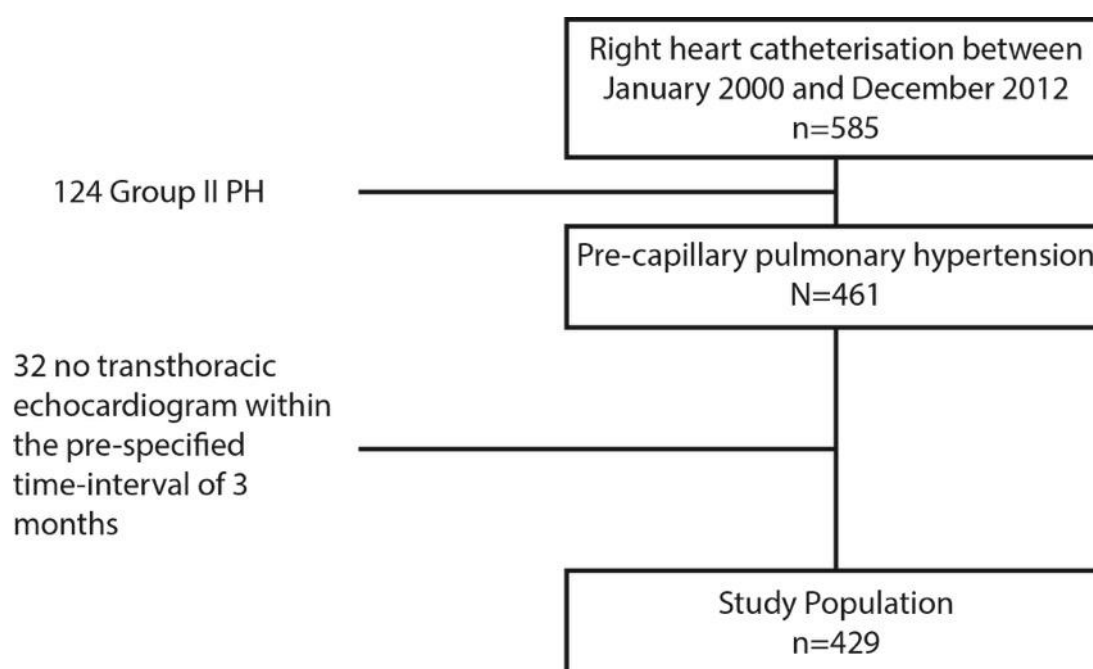 Right heart catheterisation between
January 2000 and December 2012
n=585
124 Group II PH
Pre-capillary pulmonary hypertension
N=461
32 no transthoracic
echocardiogram within
the pre-specified
time-interval of 3
months
Study Population
n=429